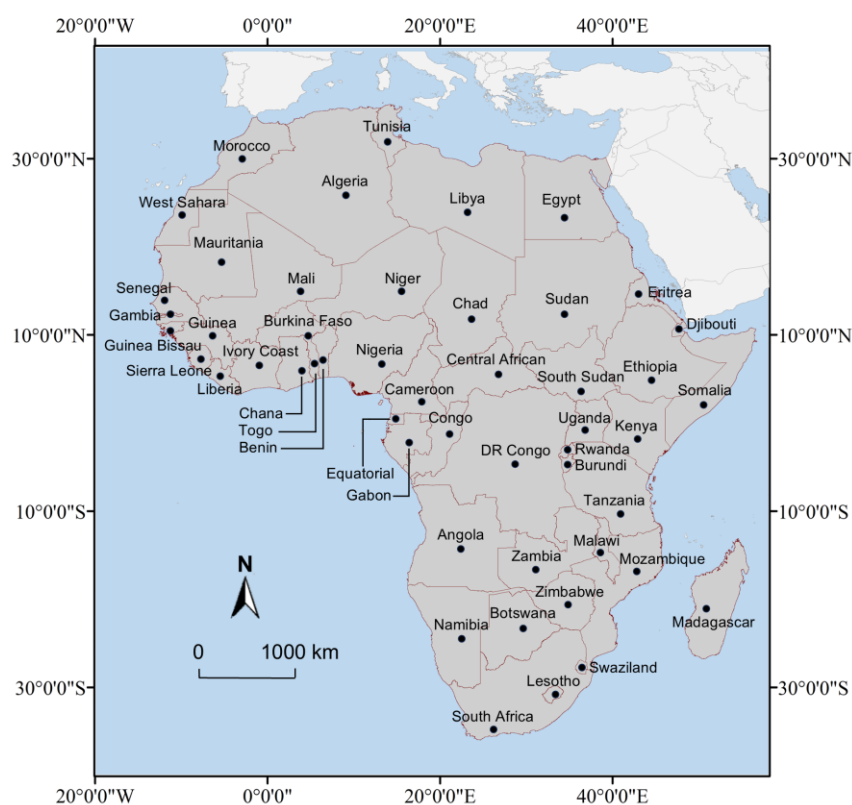 20°0'0"W 0°0'0" 20°0'0"E 40°0'0"E
Tunisia
Morocco
30°0'0"N 30°0'0"N
Algeria
Libya Egypt
West Sahara
Mauritania
Mali Niger
Senegal Eritrea
Chad Sudan
Gambia
Guinea Burkina Faso Djibouti
Guinea Bissau
10°0'0"N 10°0'0"N
Ivory Coast Nigeria
Central African Ethiopia
Sierra Leone South Sudan
Liberia Cameroon Somalia
Chana
Togo
Benin
Congo Uganda Kenya
DR Congo Rwanda
Burundi
Equatorial
Gabon
Tanzania
10°0'0"S 10°0'0"S
Angola Malawi
Zambia Mozambique
N
Zimbabwe
Botswana
Namibia Madagascar
0 1000 km
Swaziland
Lesotho
30°0'0"S 30°0'0"S
South Africa
20°0'0"W 0°0'0" 20°0'0"E 40°0'0"E